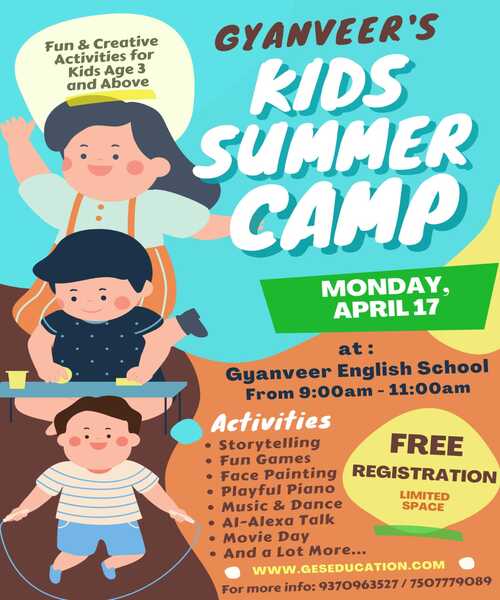 Fun & Creative
Activities for
Kids Age 3
and Above
GYANVEER'S
KIDS
SUMMER
CAMP
MONDAY,
APRIL 17
at :
Gyanveer English School
From 9:00am - 11:00am
Activities
• Storytelling
• Fun Games
• Face Painting
• Playful Piano
• Music & Dance
• AI-Alexa Talk
• Movie Day
• And a Lot More...
FREE
REGISTRATION
LIMITED
SPACE
WWW.GESEDUCATION.COM
For more info: 9370963527 / 7507779089